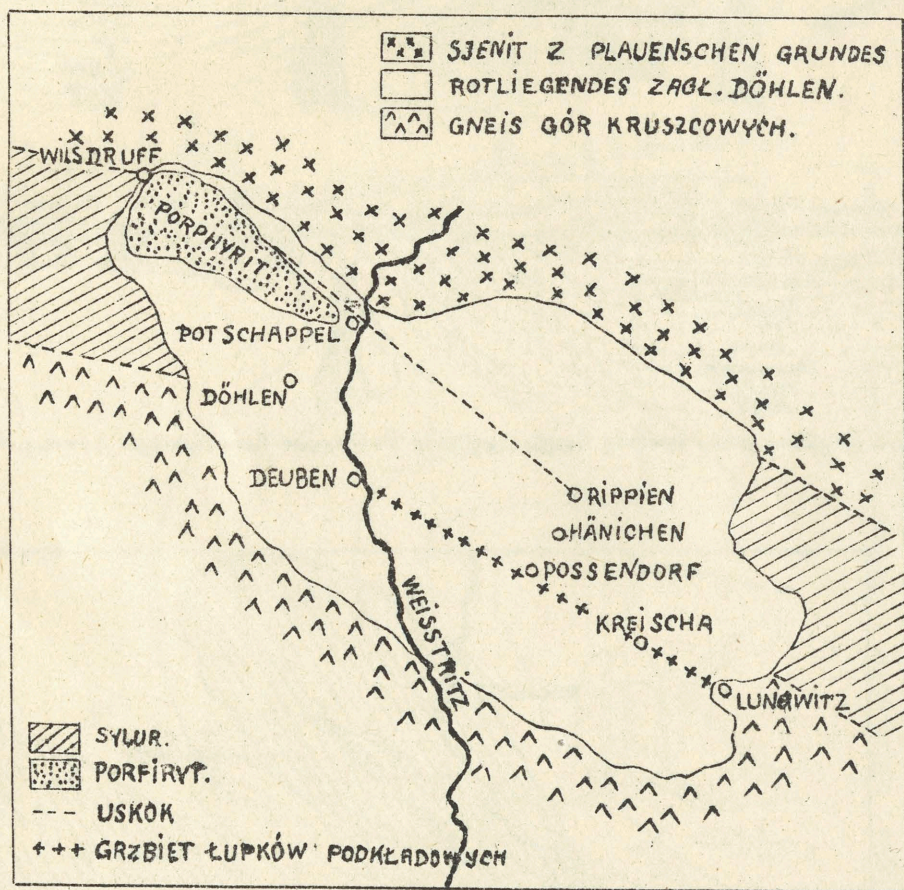 SJENIT Z PLAUENSCHEN GRUNDES
ROTLIEGENDES ZAGŁ. DÖHLEN.
GNEIS GÓR KRUSZCOWYCH.
WILSDRUFF
PORPHYRIT.
POTSCHAPPEL
DÖHLEN
DEUBEN
RIPPIEN
HÄNICHEN
POSSENDORF
WEISSTRITZ
KREISCHA
LUNGWITZ
SYLUR.
PORFIRYT.
USKOK
GRZBIET ŁUPKÓW PODKŁADOWYCH